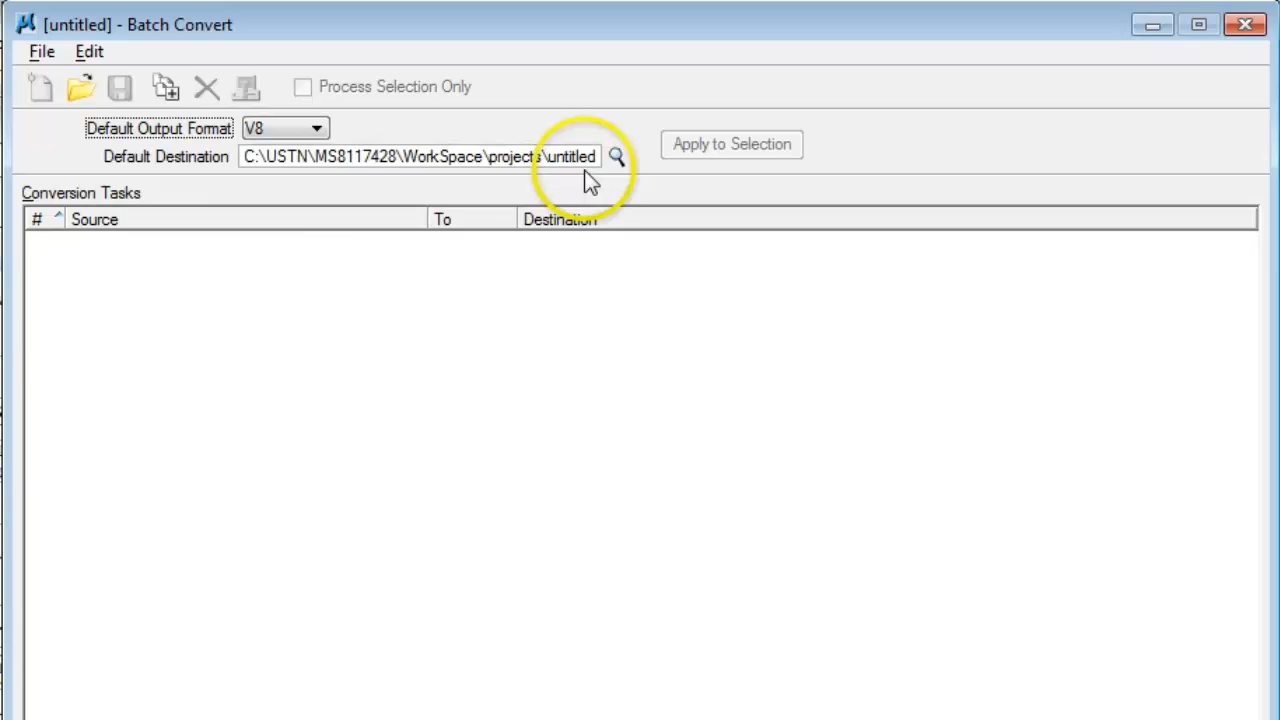 [untitled] - Batch Convert
File Edit
Process Selection Only
Default Output Format V8
Default Destination C:\USTN\MS8117428\WorkSpace\projects\untitled Apply to Selection
Conversion Tasks
# Source To Destination